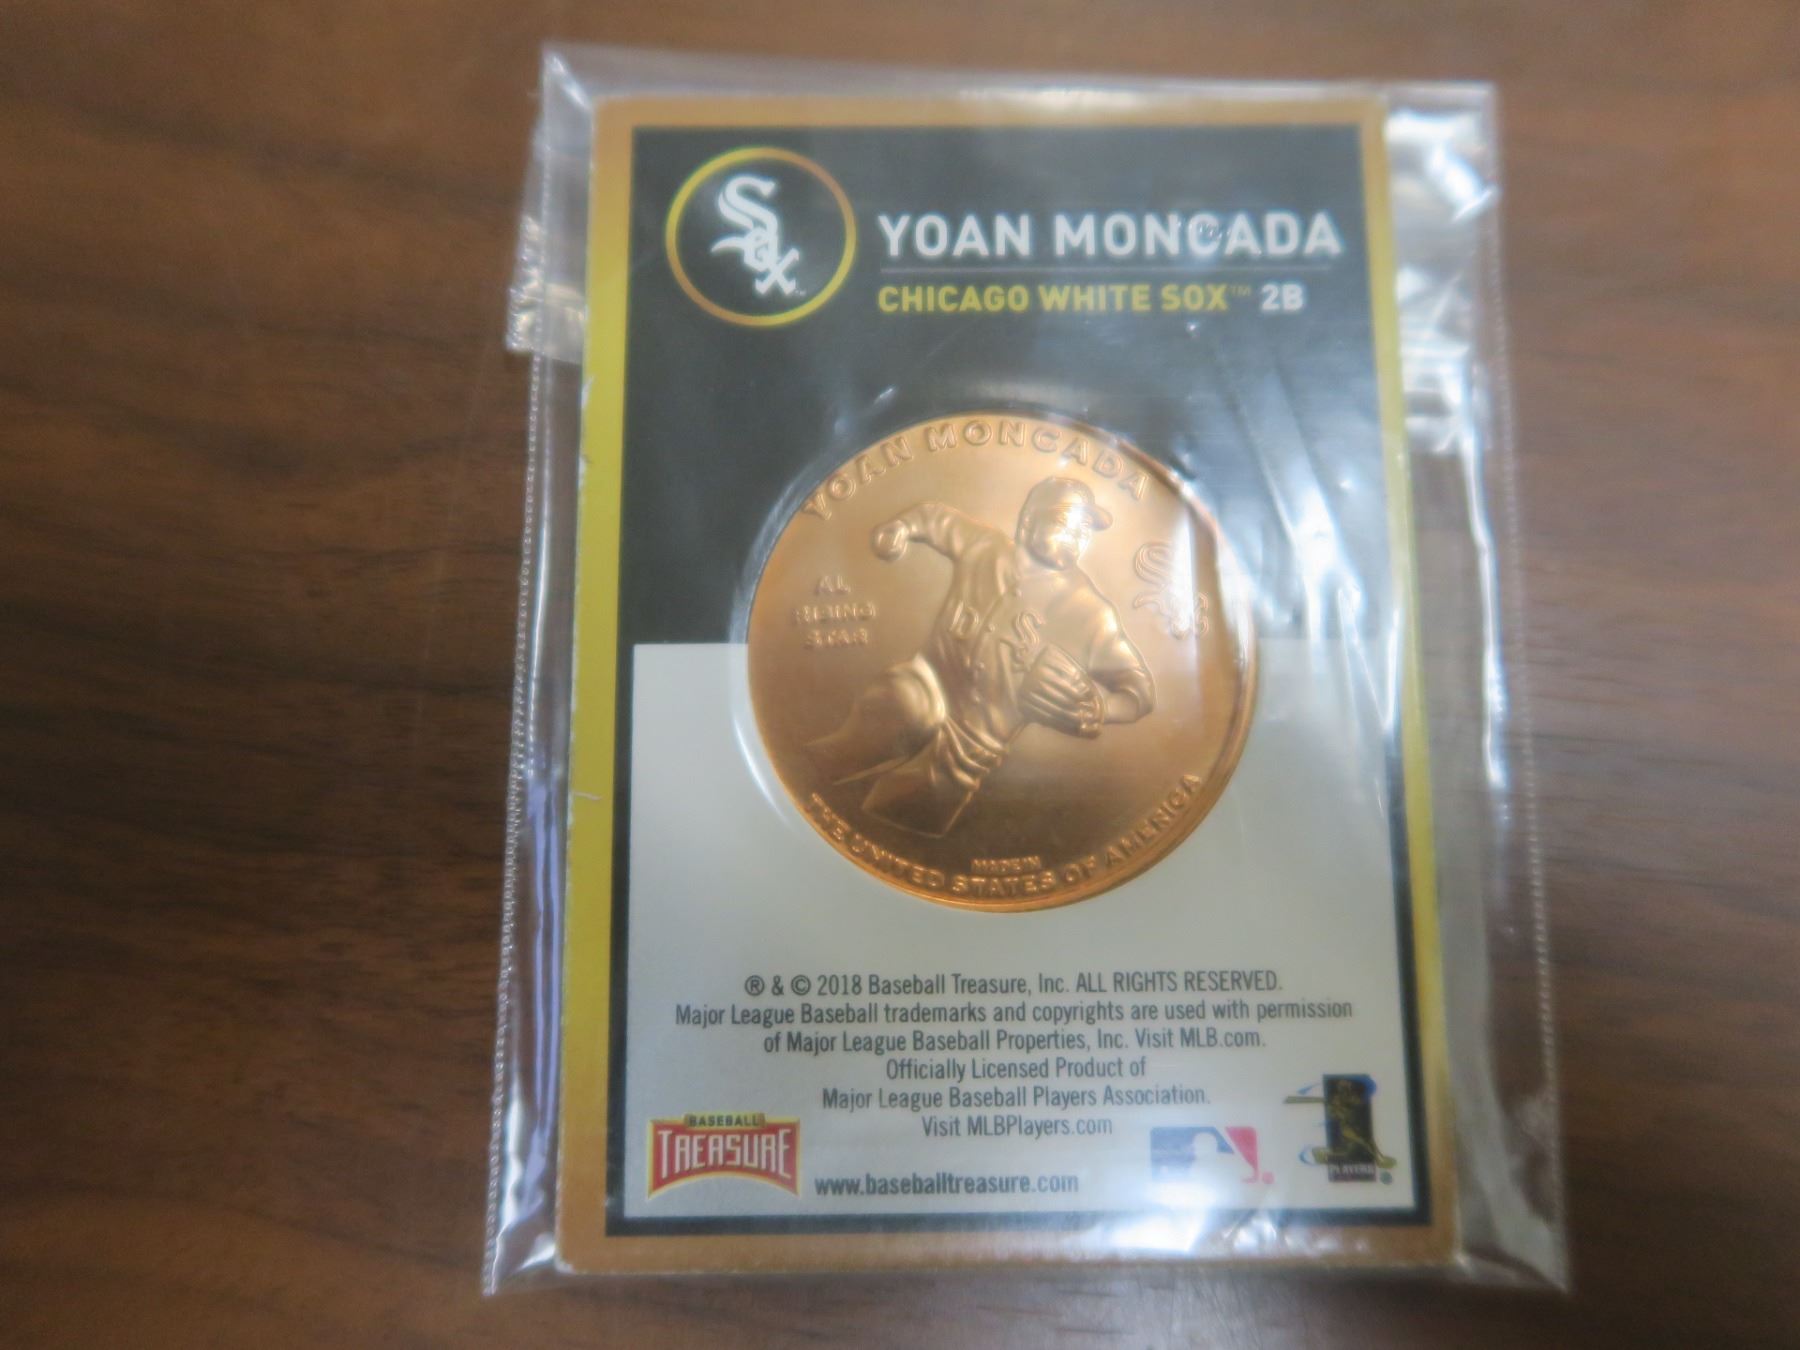 Sox
YOAN MONCADA
CHICAGO WHITE SOX™ 2B
YOAN MONCADA
AL
RISING
STAR
Sox
Sox
MADE IN
THE UNITED STATES OF AMERICA
® & © 2018 Baseball Treasure, Inc. ALL RIGHTS RESERVED.
Major League Baseball trademarks and copyrights are used with permission
of Major League Baseball Properties, Inc. Visit MLB.com.
Officially Licensed Product of
Major League Baseball Players Association.
Visit MLBPlayers.com
BASEBALL
TREASURE
www.baseballtreasure.com
PLAYERS